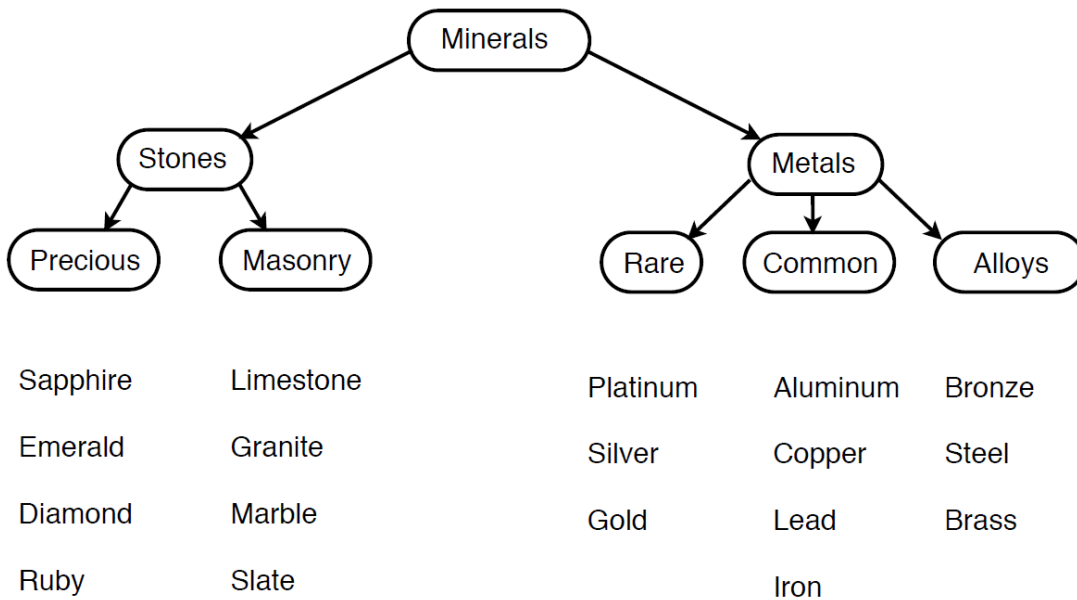 Minerals
Stones
Metals
Precious
Masonry
Rare
Common
Alloys
Sapphire
Limestone
Platinum
Aluminum
Bronze
Emerald
Granite
Silver
Copper
Steel
Diamond
Marble
Gold
Lead
Brass
Ruby
Slate
Iron